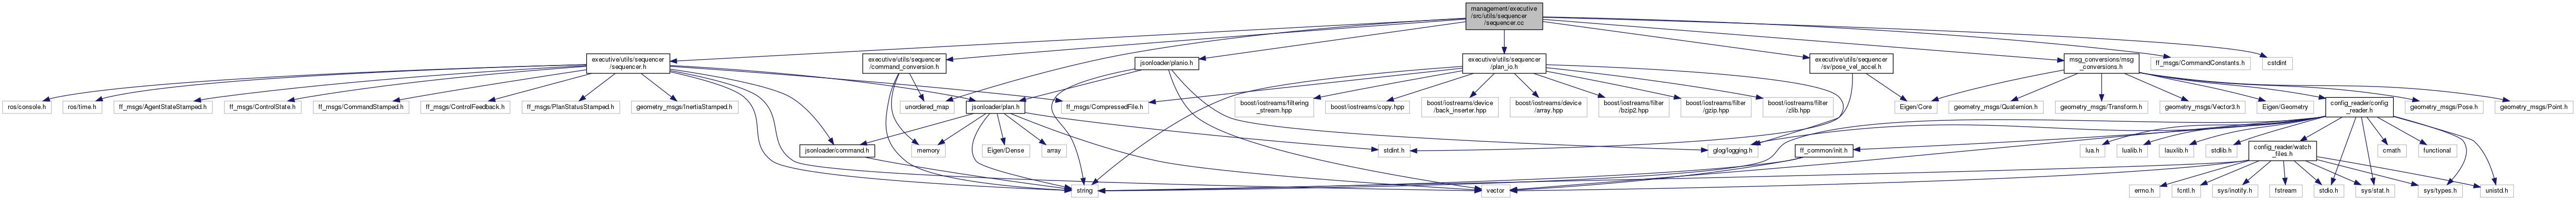 management/executive
/src/utils/sequencer
/sequencer.cc
executive/utils/sequencer
/sequencer.h
executive/utils/sequencer
/command_conversion.h
jsonloader/planio.h
executive/utils/sequencer
/plan_io.h
executive/utils/sequencer
/sv/pose_vel_accel.h
msg_conversions/msg
_conversions.h
ff_msgs/CommandConstants.h
cstdint
ros/console.h
ros/time.h
ff_msgs/AgentStateStamped.h
ff_msgs/ControlState.h
ff_msgs/CommandStamped.h
ff_msgs/ControlFeedback.h
ff_msgs/PlanStatusStamped.h
geometry_msgs/InertiaStamped.h
unordered_map
jsonloader/plan.h
ff_msgs/CompressedFile.h
boost/iostreams/filtering
_stream.hpp
boost/iostreams/copy.hpp
boost/iostreams/device
/back_inserter.hpp
boost/iostreams/device
/array.hpp
boost/iostreams/filter
/bzip2.hpp
boost/iostreams/filter
/gzip.hpp
boost/iostreams/filter
/zlib.hpp
Eigen/Core
geometry_msgs/Quaternion.h
geometry_msgs/Transform.h
geometry_msgs/Vector3.h
Eigen/Geometry
config_reader/config
_reader.h
geometry_msgs/Pose.h
geometry_msgs/Point.h
jsonloader/command.h
memory
Eigen/Dense
array
stdint.h
glog/logging.h
ff_common/init.h
lua.h
lualib.h
lauxlib.h
stdlib.h
config_reader/watch
_files.h
cmath
functional
string
vector
errno.h
fcntl.h
sys/inotify.h
fstream
stdio.h
sys/stat.h
sys/types.h
unistd.h